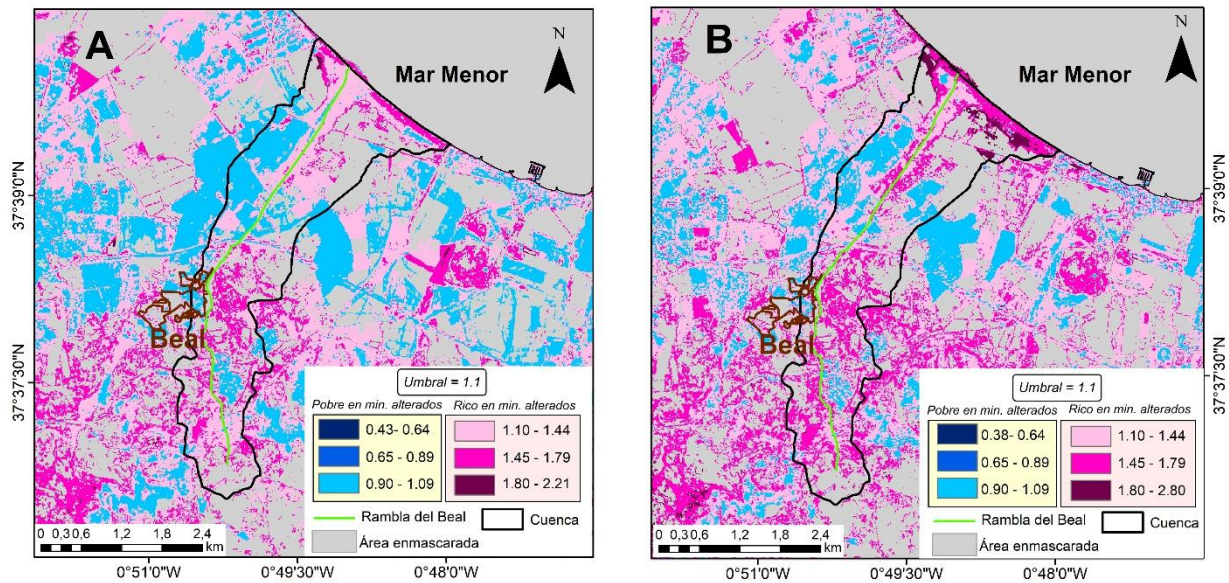 A
N
Mar Menor
37°39'0"N
37°37'30"N
Beal
Umbral = 1.1
Pobre en min. alterados
Rico en min. alterados
0.43- 0.64
1.10 - 1.44
0.65 - 0.89
1.45 - 1.79
0.90 - 1.09
1.80 - 2.21
Rambla del Beal
Cuenca
Área enmascarada
0 0,3 0,6 1,2 1,8 2,4
km
0°51'0"W
0°49'30"W
0°48'0"W
B
N
Mar Menor
37°39'0"N
37°37'30"N
Beal
Umbral = 1.1
Pobre en min. alterados
Rico en min. alterados
0.38- 0.64
1.10 - 1.44
0.65 - 0.89
1.45 - 1.79
0.90 - 1.09
1.80 - 2.80
Rambla del Beal
Cuenca
Área enmascarada
0 0,3 0,6 1,2 1,8 2,4
km
0°51'0"W
0°49'30"W
0°48'0"W